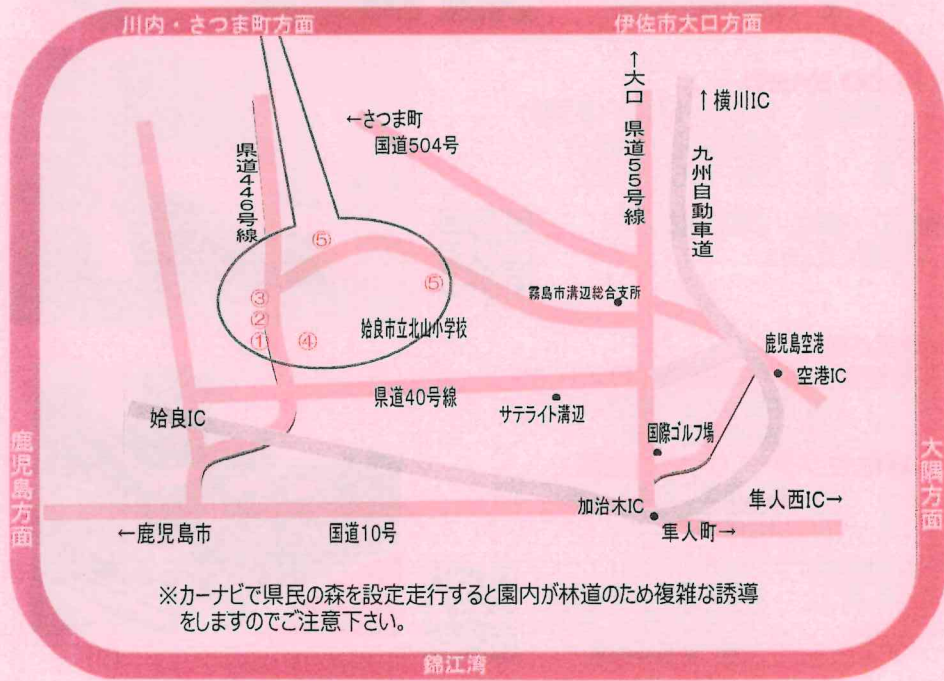 川内・さつま町方面
伊佐市大口方面
↑大口 県道55号線
↑横川IC
←さつま町
国道504号
県道446号線
九州自動車道
⑤
⑤
③
②
①
④
姶良市立北山小学校
霧島市溝辺総合支所
鹿児島空港
空港IC
県道40号線
サテライト溝辺
姶良IC
国際ゴルフ場
鹿児島方面
大隅方面
加治木IC
隼人西IC→
←鹿児島市
国道10号
隼人町→
※カーナビで県民の森を設定走行すると園内が林道のため複雑な誘導
をしますのでご注意下さい。
錦江湾